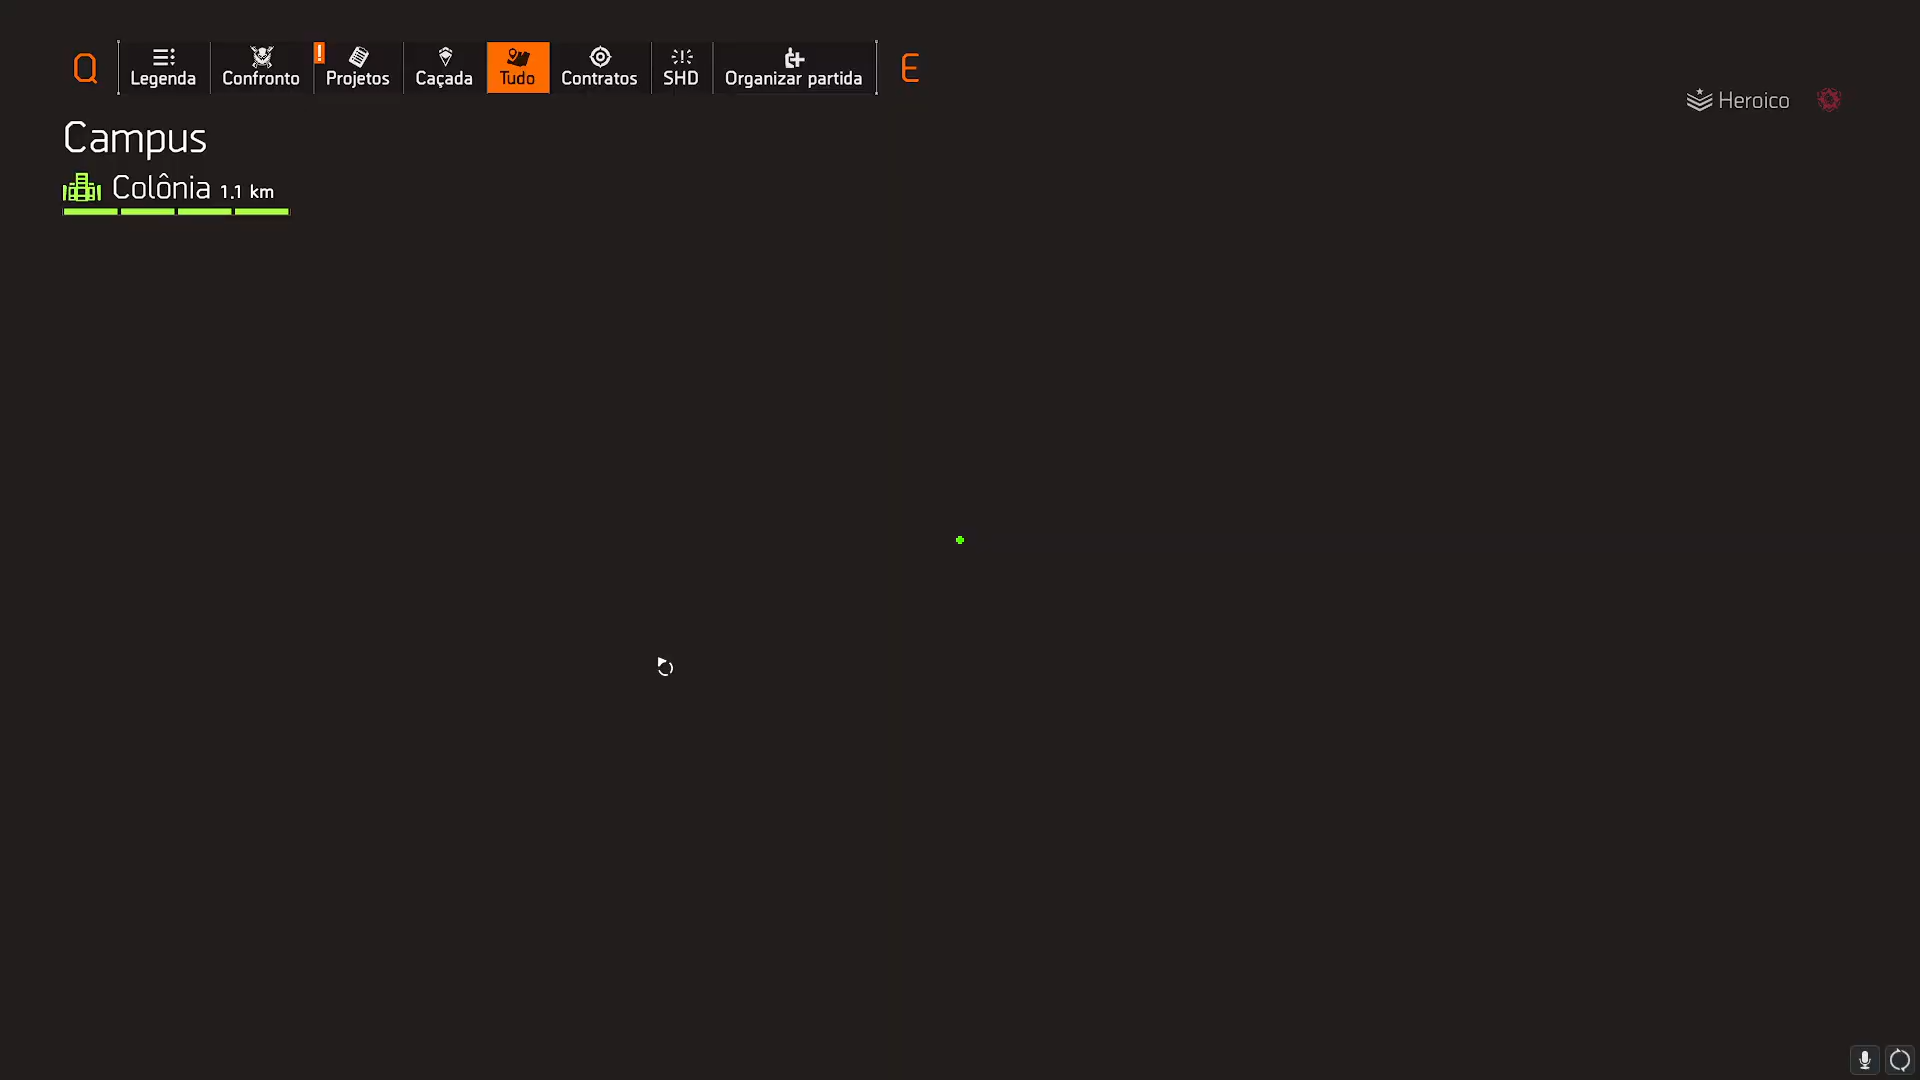 Q
Legenda
Confronto
!
Projetos
Caçada
Tudo
Contratos
SHD
Organizar partida
E
Heroico
Campus
Colônia 1.1 km